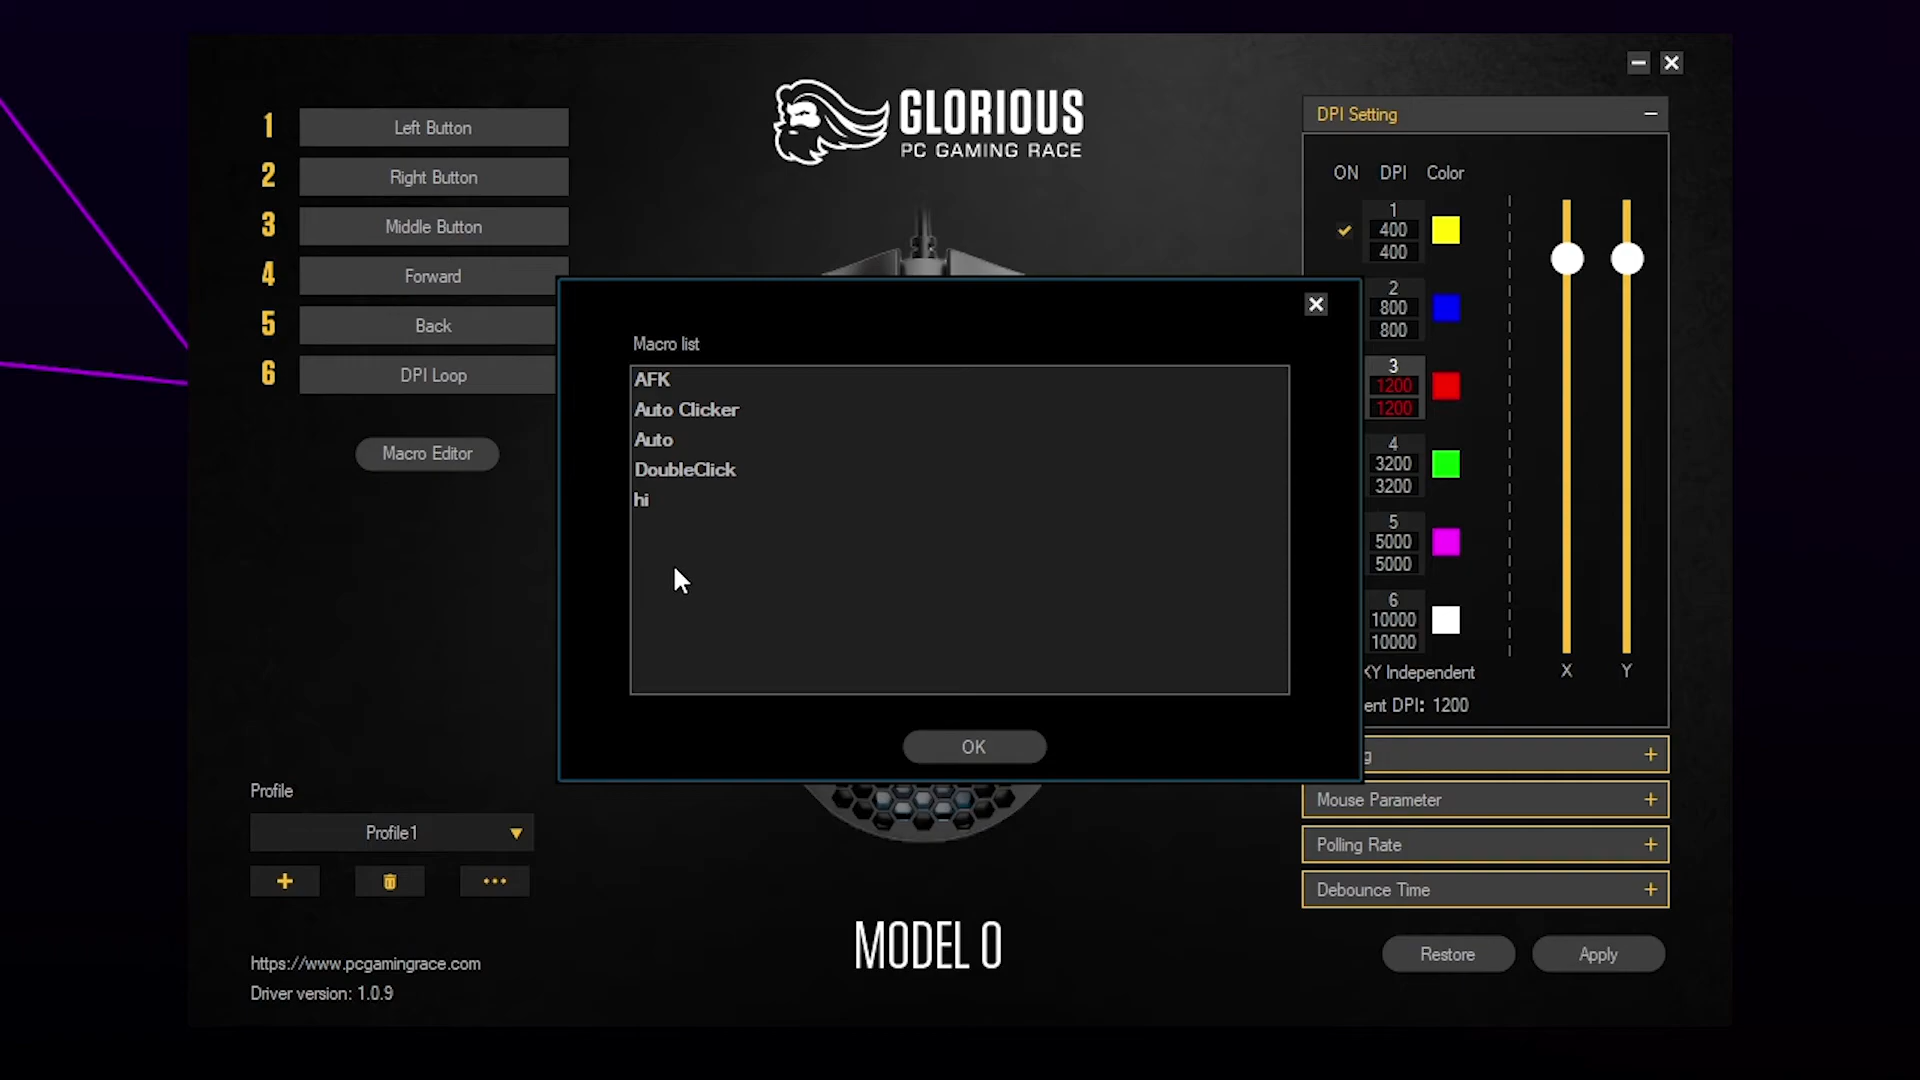 GLORIOUS
PC GAMING RACE
1 Left Button
2 Right Button
3 Middle Button
4 Forward
5 Back
6 DPI Loop
Macro Editor
Profile
Profile1
https://www.pcgamingrace.com
Driver version: 1.0.9
Macro list
AFK
Auto Clicker
Auto
DoubleClick
hi
OK
MODEL O
DPI Setting
ON DPI Color
1
400
400
2
800
800
3
1200
1200
4
3200
3200
5
5000
5000
6
10000
10000
X Y
XY Independent
ent DPI: 1200
g
Mouse Parameter
Polling Rate
Debounce Time
Restore
Apply